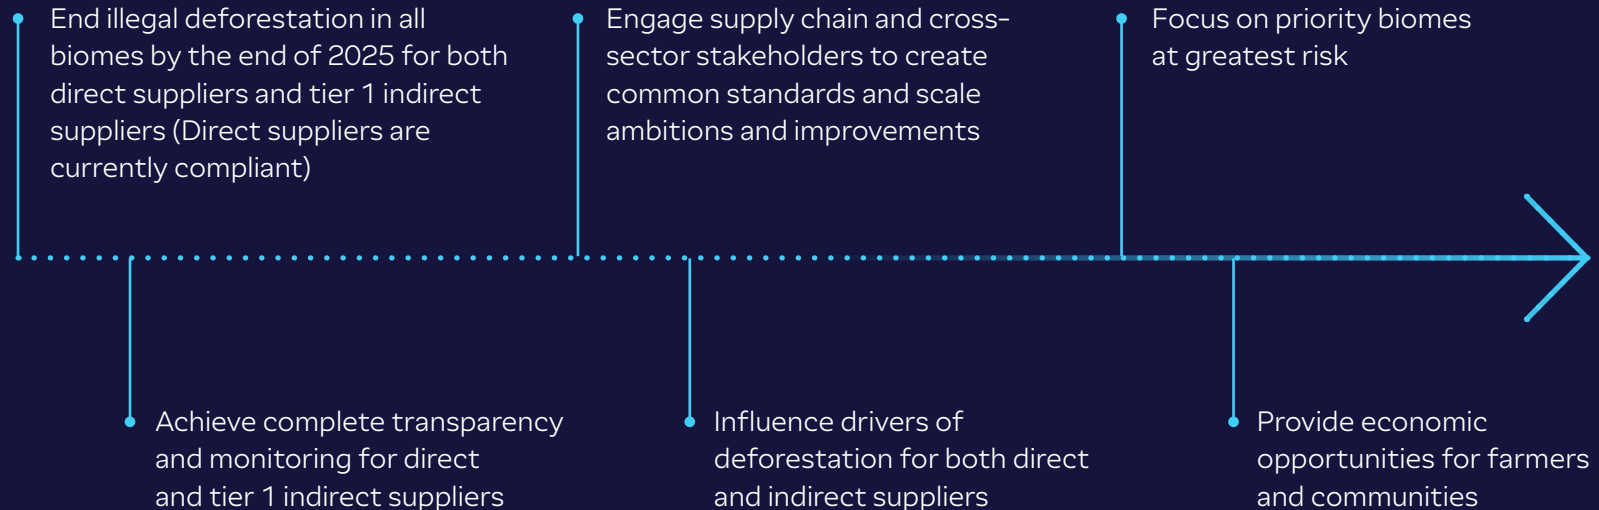 End illegal deforestation in all
biomes by the end of 2025 for both
direct suppliers and tier 1 indirect
suppliers (Direct suppliers are
currently compliant)
Engage supply chain and cross-
sector stakeholders to create
common standards and scale
ambitions and improvements
Focus on priority biomes
at greatest risk
Achieve complete transparency
and monitoring for direct
and tier 1 indirect suppliers
Influence drivers of
deforestation for both direct
and indirect suppliers
Provide economic
opportunities for farmers
and communities